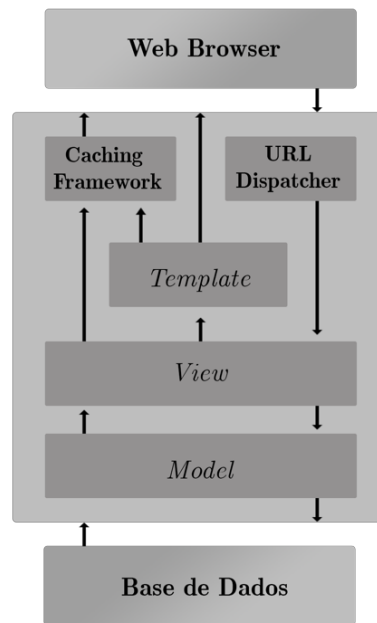 Web Browser
Caching
Framework
URL
Dispatcher
Template
View
Model
Base de Dados